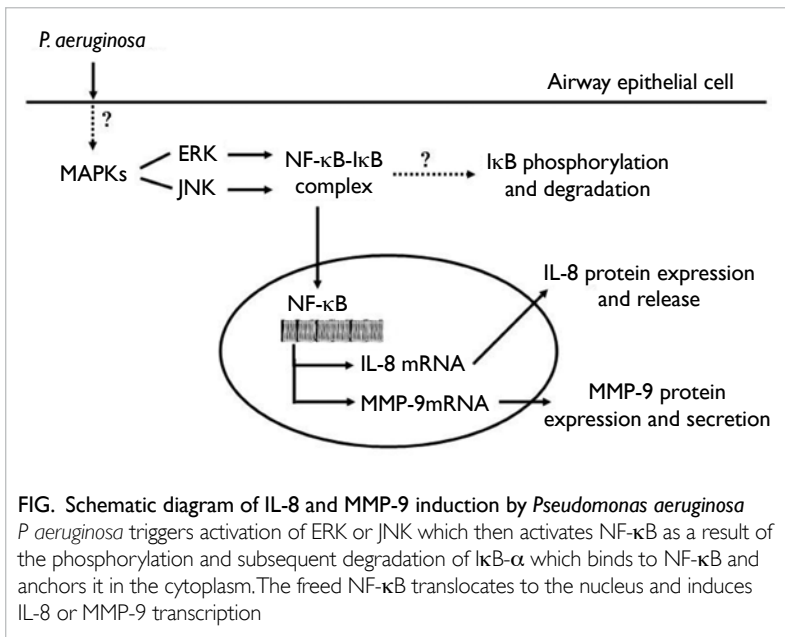 P. aeruginosa
Airway epithelial cell
?
MAPKs
ERK
JNK
NF-κB-IκB
complex
?
IκB phosphorylation
and degradation
NF-κB
IL-8 mRNA
MMP-9mRNA
IL-8 protein expression
and release
MMP-9 protein
expression and secretion
FIG. Schematic diagram of IL-8 and MMP-9 induction by Pseudomonas aeruginosa
P aeruginosa triggers activation of ERK or JNK which then activates NF-κB as a result of
the phosphorylation and subsequent degradation of IκB-α which binds to NF-κB and
anchors it in the cytoplasm.The freed NF-κB translocates to the nucleus and induces
IL-8 or MMP-9 transcription